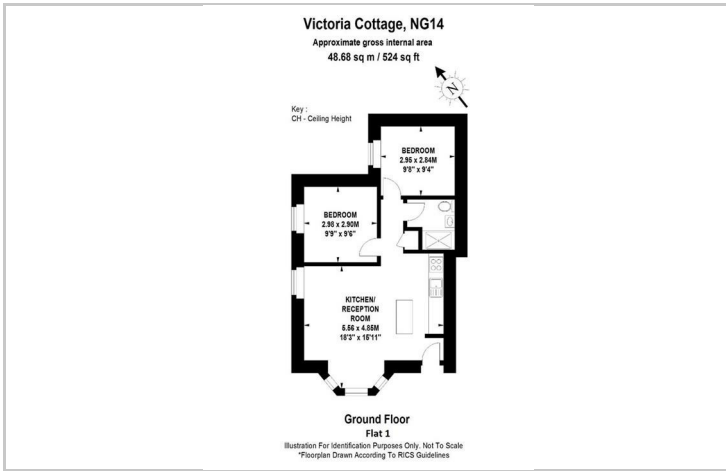 Victoria Cottage, NG14
Approximate gross internal area
48.68 sq m / 524 sq ft
N
Key :
CH - Ceiling Height
BEDROOM
2.95 x 2.84M
9'8" x 9'4"
BEDROOM
2.98 x 2.90M
9'9" x 9'6"
KITCHEN/
RECEPTION
ROOM
5.56 x 4.85M
18'3" x 15'11"
Ground Floor
Flat 1
Illustration For Identification Purposes Only. Not To Scale
*Floorplan Drawn According To RICS Guidelines